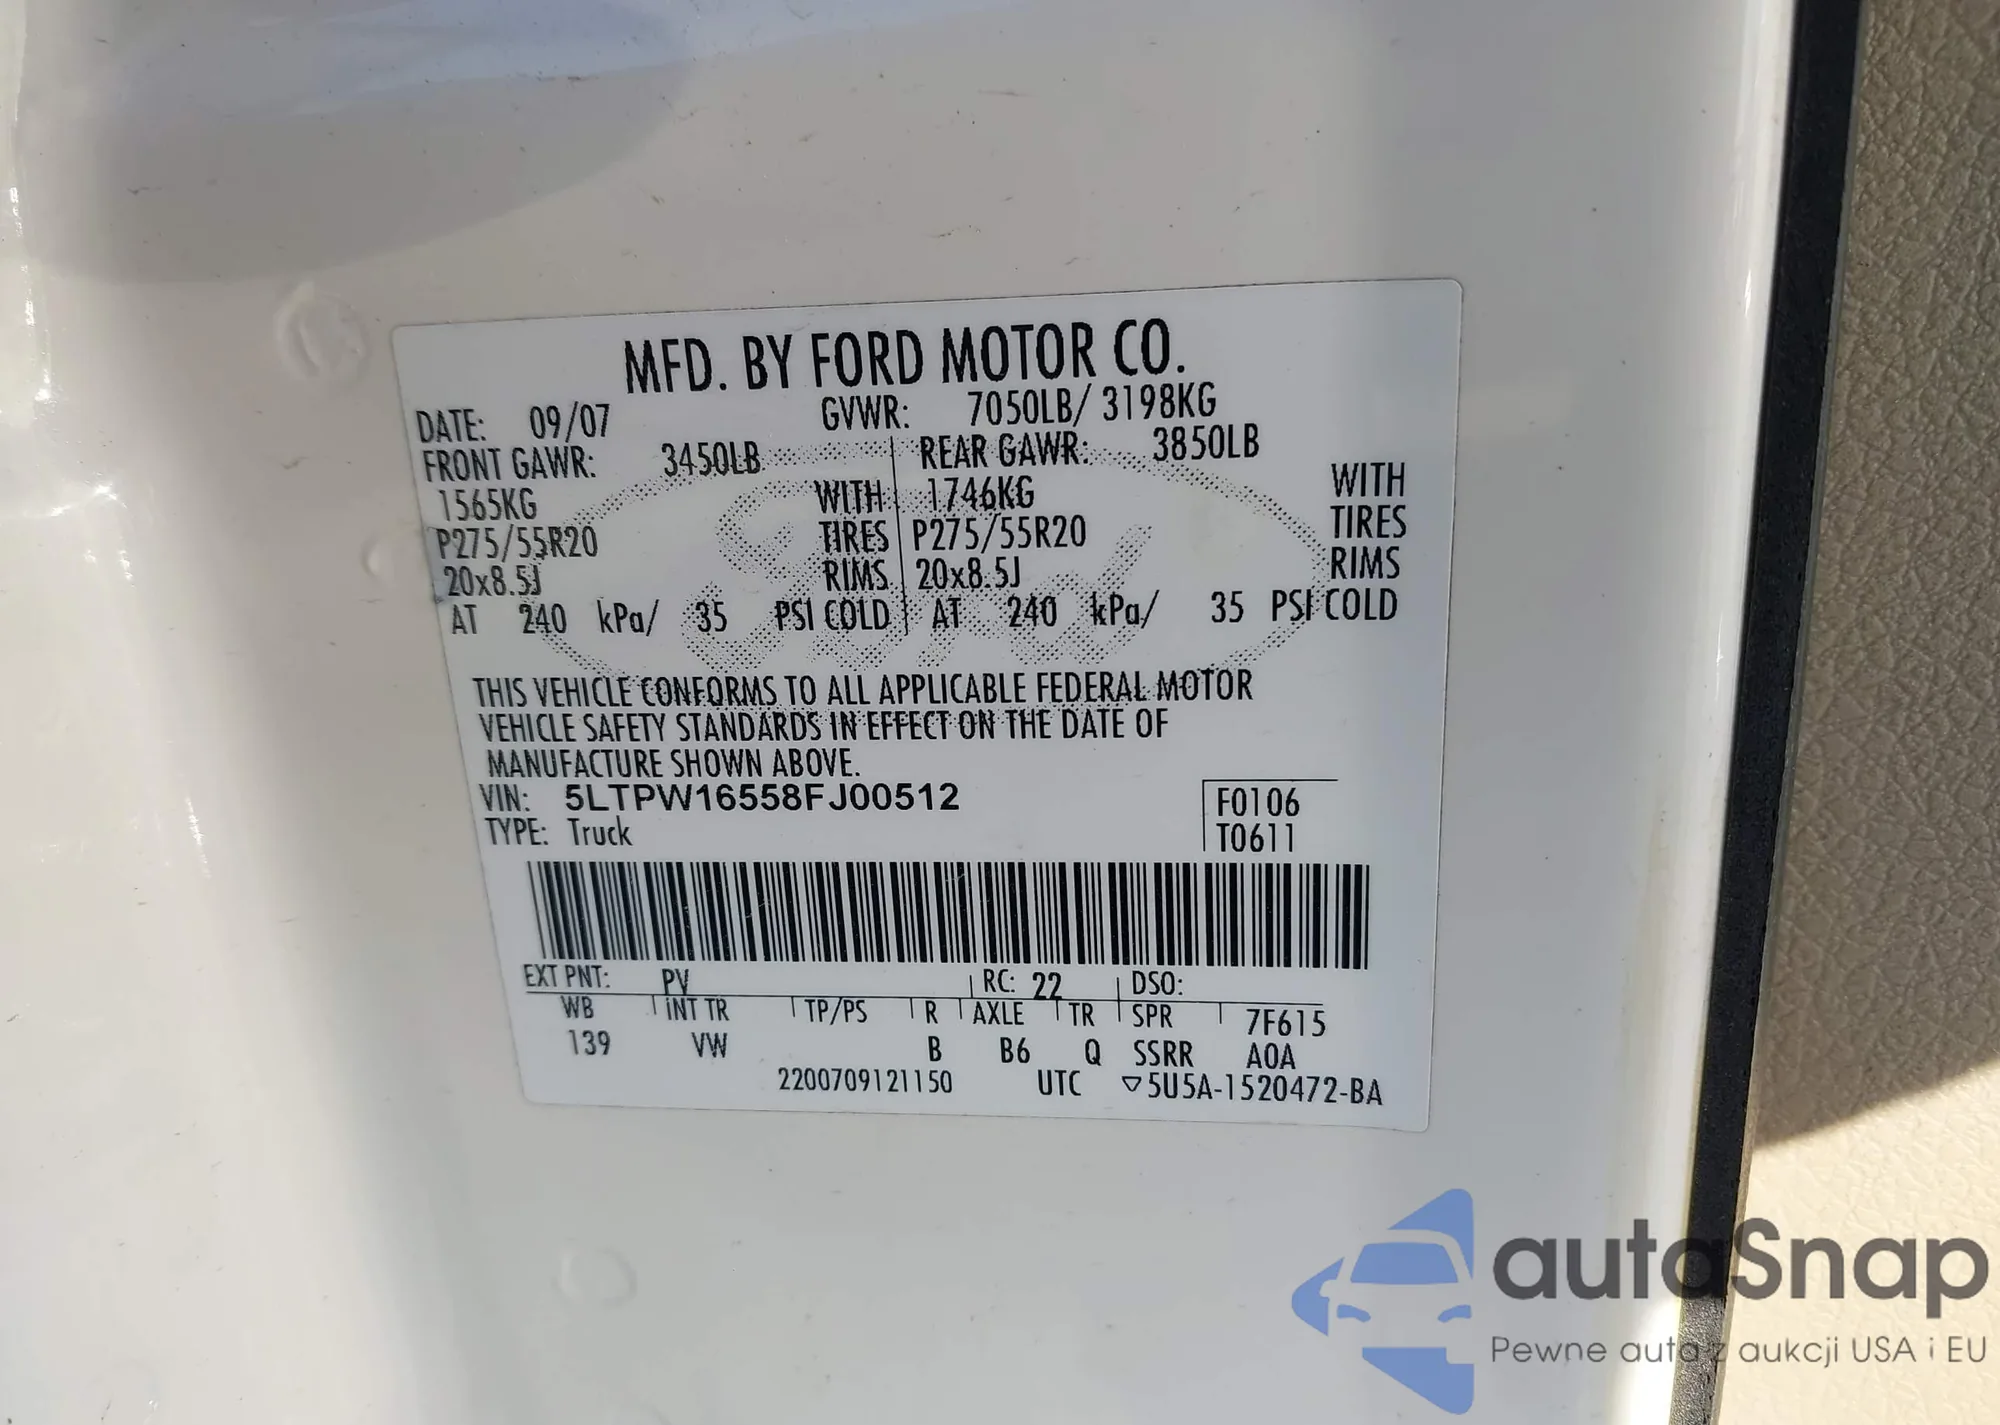 MFD. BY FORD MOTOR CO.
DATE: 09/07 GVWR: 7050LB/ 3198KG
FRONT GAWR: 3450LB REAR GAWR: 3850LB
1565KG WITH 1746KG WITH
P275/55R20 TIRES P275/55R20 TIRES
20x8.5J RIMS 20x8.5J RIMS
AT 240 kPa/ 35 PSI COLD AT 240 kPa/ 35 PSI COLD
THIS VEHICLE CONFORMS TO ALL APPLICABLE FEDERAL MOTOR
VEHICLE SAFETY STANDARDS IN EFFECT ON THE DATE OF
MANUFACTURE SHOWN ABOVE.
VIN: 5LTPW16558FJ00512 F0106
TYPE: Truck T0611
EXT PNT: PV RC: 22 DSO:
WB INT TR TP/PS R AXLE TR SPR 7F615
139 VW B B6 Q SSRR A0A
2200709121150 UTC ▽5U5A-1520472-BA
Ford
autaSnap
Pewne auta z aukcji USA i EU